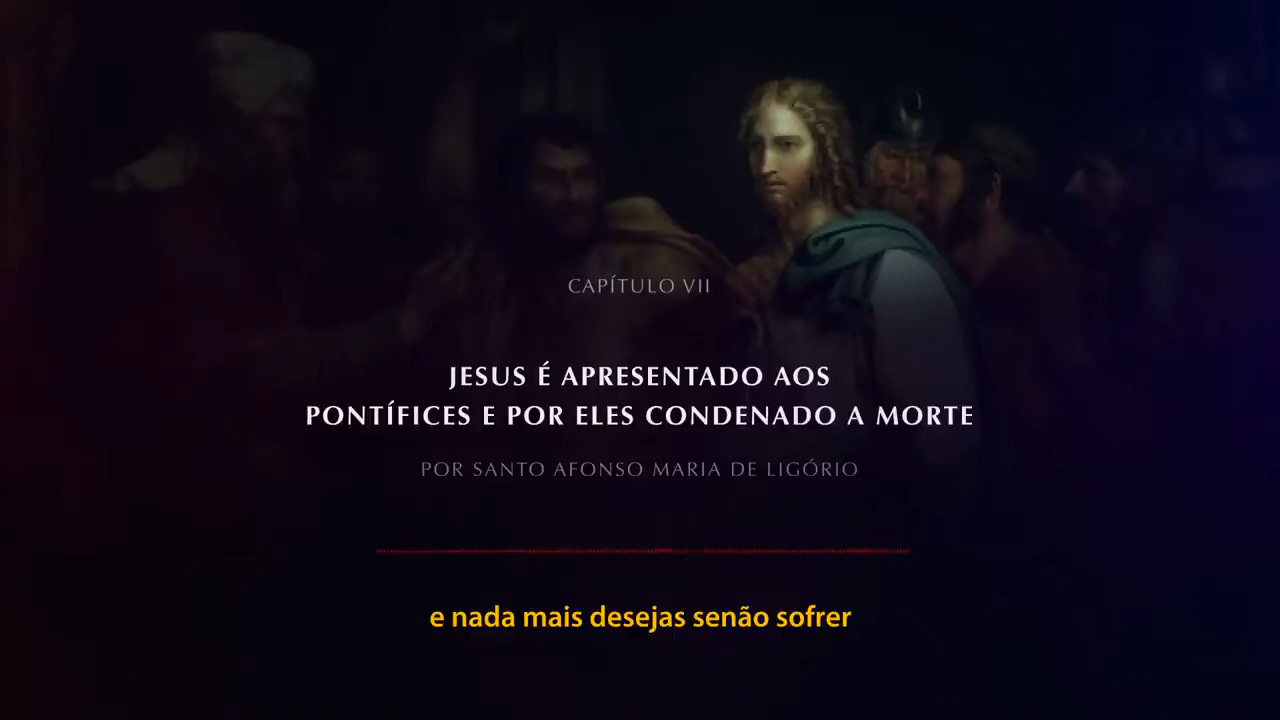 CAPÍTULO VII
JESUS É APRESENTADO AOS
PONTÍFICES E POR ELES CONDENADO A MORTE
POR SANTO AFONSO MARIA DE LIGÓRIO
e nada mais desejas senão sofrer